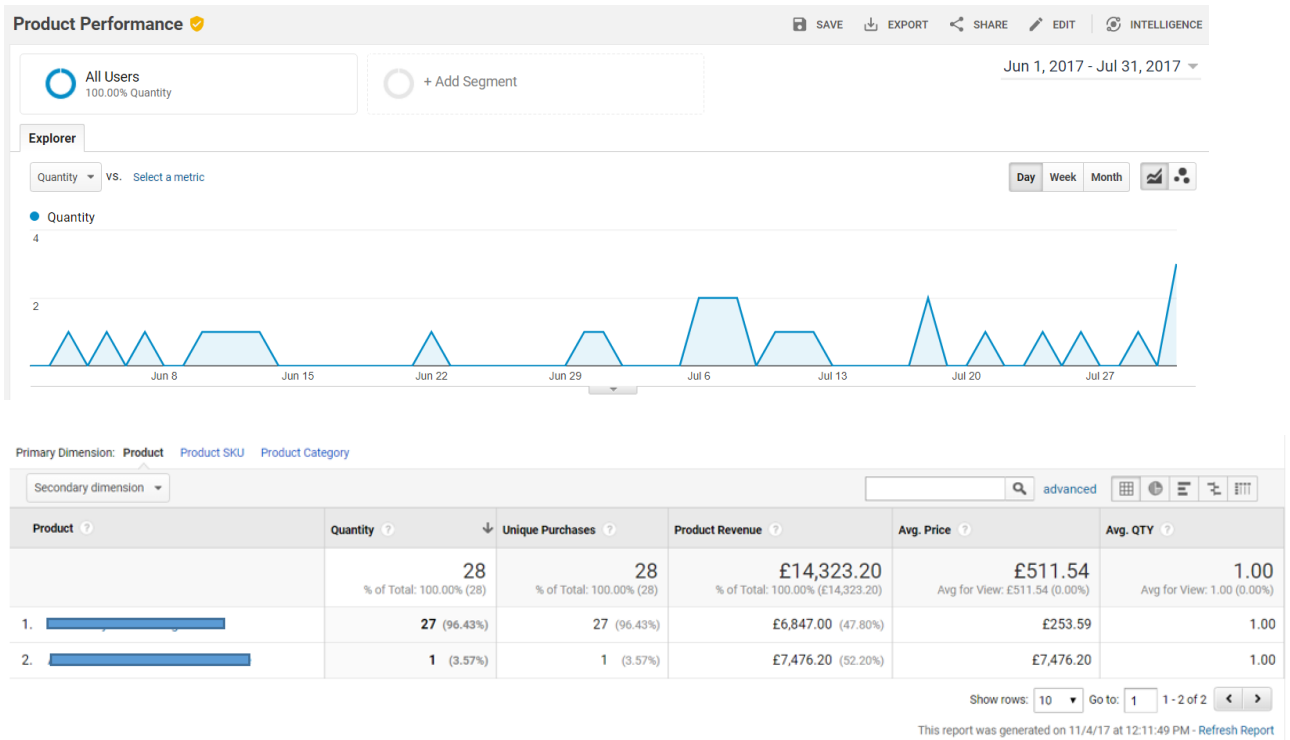 Product Performance
SAVE EXPORT SHARE EDIT INTELLIGENCE
All Users
100.00% Quantity
+ Add Segment
Jun 1, 2017 - Jul 31, 2017
Explorer
Quantity VS. Select a metric
Day Week Month
Quantity
4
2
Jun 8 Jun 15 Jun 22 Jun 29 Jul 6 Jul 13 Jul 20 Jul 27
Primary Dimension: Product Product SKU Product Category
Secondary dimension
advanced
Product ? Quantity ? Unique Purchases ? Product Revenue ? Avg. Price ? Avg. QTY ?
28 28 £14,323.20 £511.54 1.00
% of Total: 100.00% (28) % of Total: 100.00% (28) % of Total: 100.00% (£14,323.20) Avg for View: £511.54 (0.00%) Avg for View: 1.00 (0.00%)
1. 27 (96.43%) 27 (96.43%) £6,847.00 (47.80%) £253.59 1.00
2. 1 (3.57%) 1 (3.57%) £7,476.20 (52.20%) £7,476.20 1.00
Show rows: 10 Go to: 1 1 - 2 of 2
This report was generated on 11/4/17 at 12:11:49 PM - Refresh Report